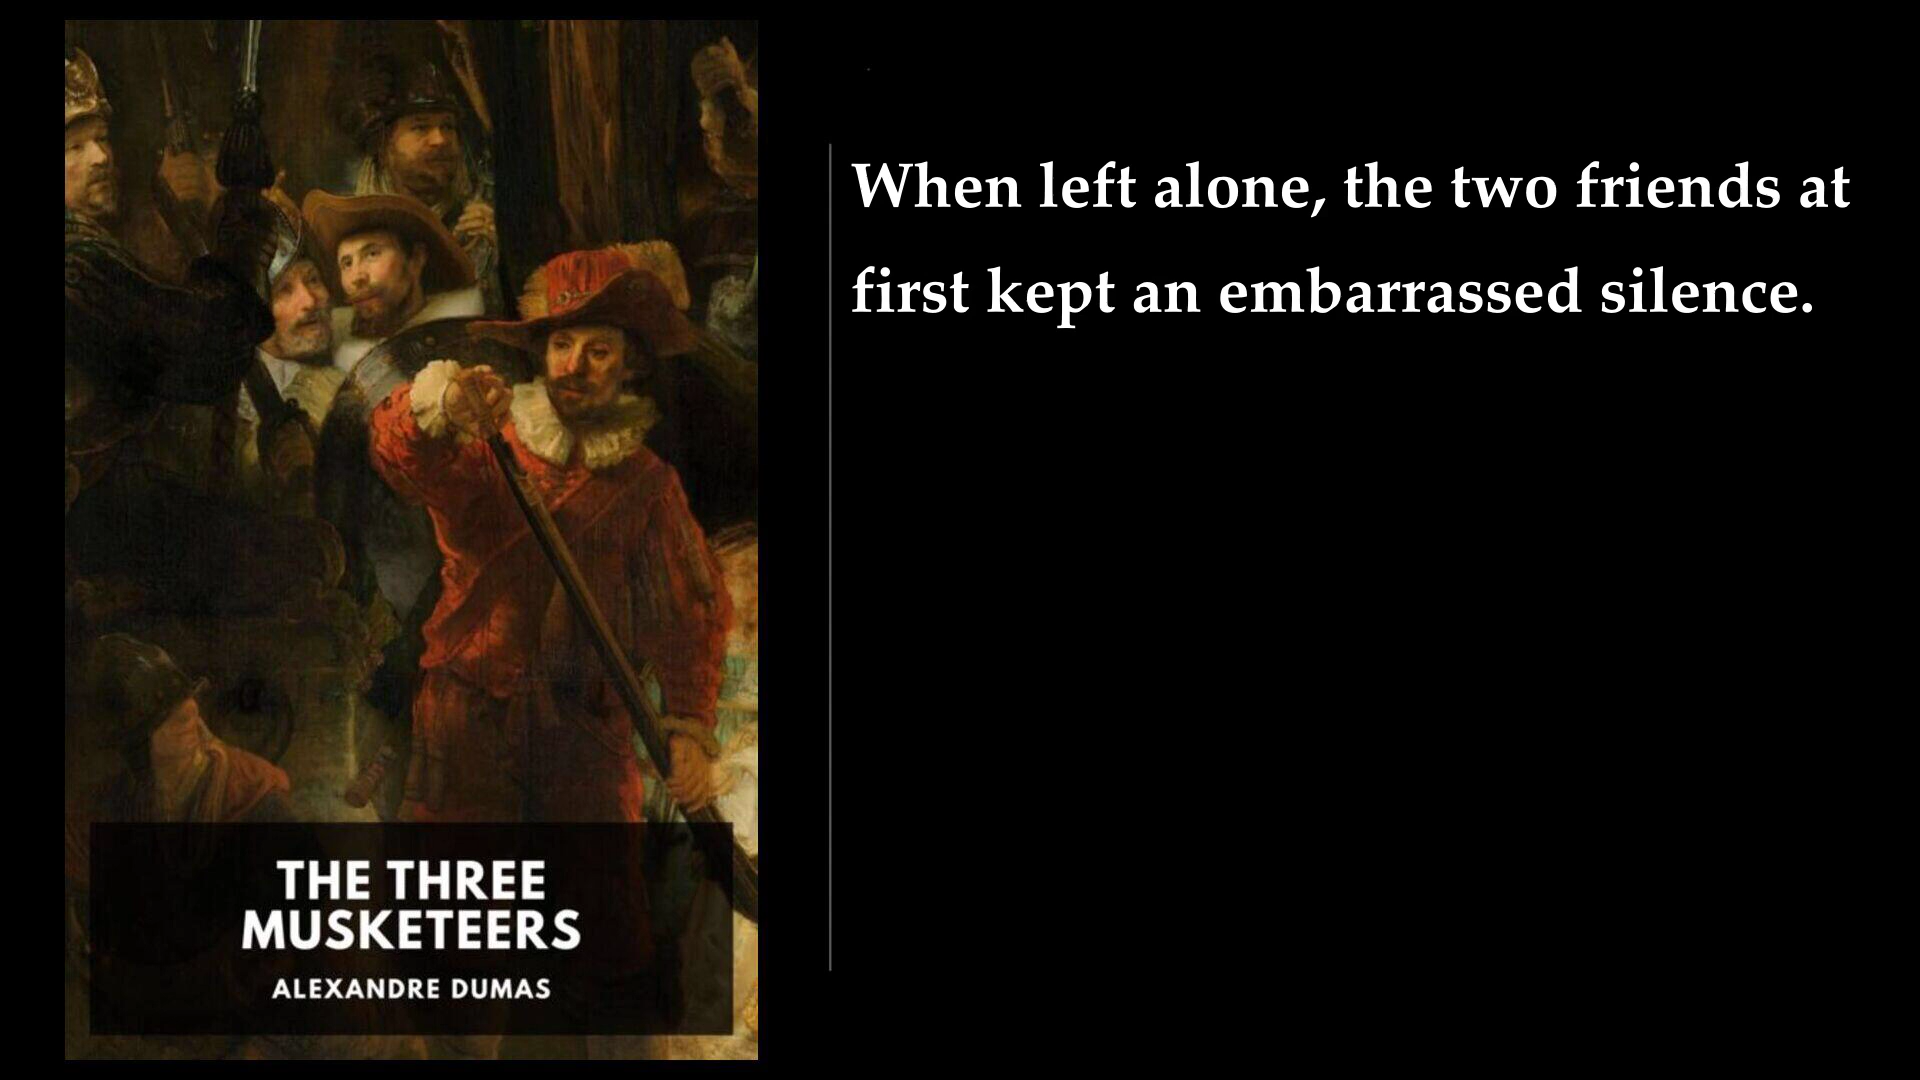 When left alone, the two friends at
first kept an embarrassed silence.
THE THREE
MUSKETEERS
ALEXANDRE DUMAS